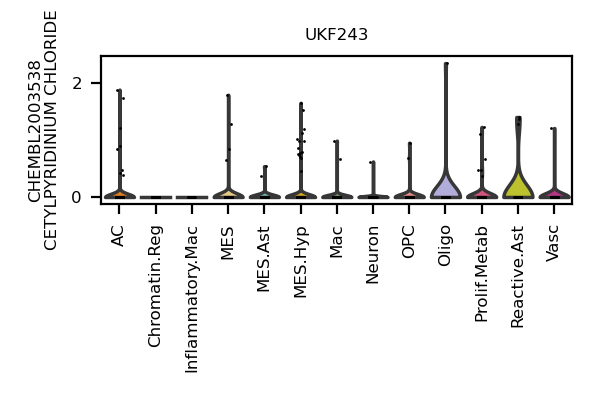 UKF243
CHEMBL2003538
CETYLPYRIDINIUM CHLORIDE
2
0
AC
Chromatin.Reg
Inflammatory.Mac
MES
MES.Ast
MES.Hyp
Mac
Neuron
OPC
Oligo
Prolif.Metab
Reactive.Ast
Vasc